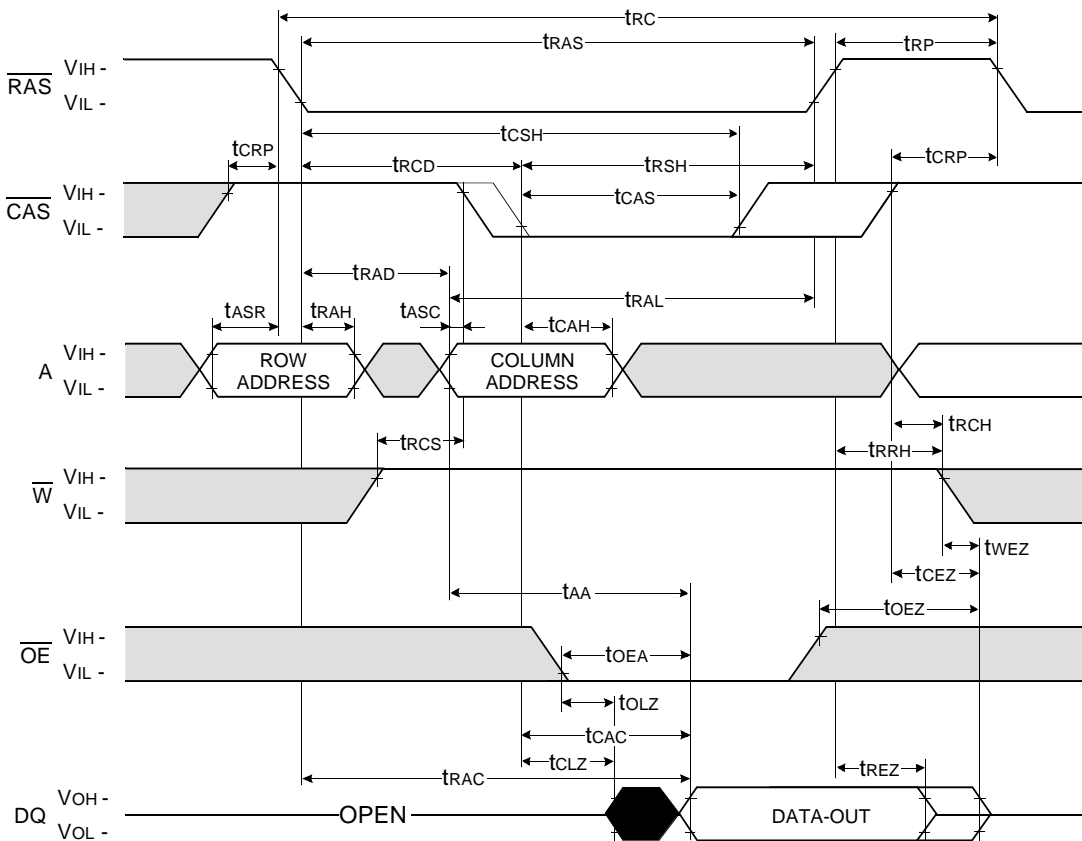 tRC
tRAS tRP
RAS VIH -
VIL -
tCSH
tCRP tRCD tRSH tCRP
CAS VIH -
tCAS
VIL -
tRAD
tRAL
tASR tRAH tASC tCAH
A VIH -
VIL -
ROW ADDRESS
COLUMN ADDRESS
tRCH
tRCS tRRH
W VIH -
VIL -
tWEZ
tCEZ
tAA
tOEZ
OE VIH -
VIL -
tOEA
tOLZ
tCAC
tCLZ
tRAC tREZ
DQ VOH -
VOL -
OPEN DATA-OUT